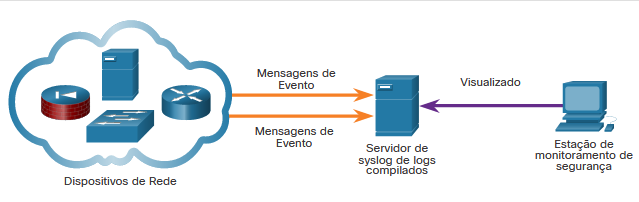 Mensagens de
Evento
Mensagens de
Evento
Visualizado
Dispositivos de Rede
Servidor de
syslog de logs
compilados
Estação de
monitoramento de
segurança